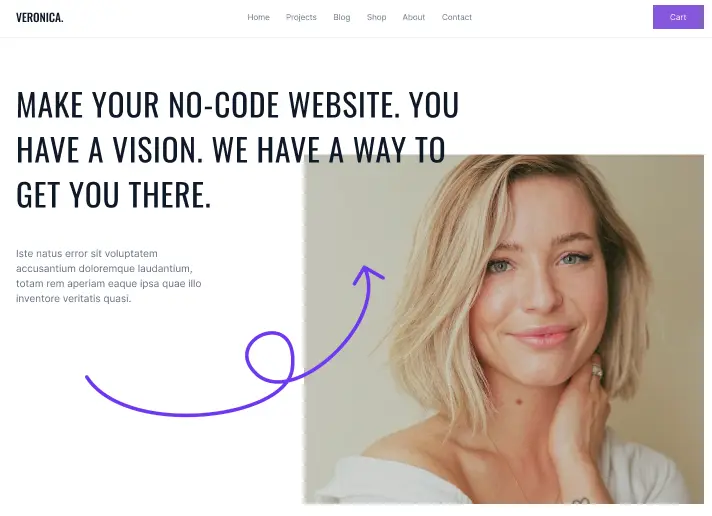 VERONICA.
Home Projects Blog Shop About Contact
Cart
MAKE YOUR NO-CODE WEBSITE. YOU
HAVE A VISION. WE HAVE A WAY TO
GET YOU THERE.
Iste natus error sit voluptatem
accusantium doloremque laudantium,
totam rem aperiam eaque ipsa quae illo
inventore veritatis quasi.